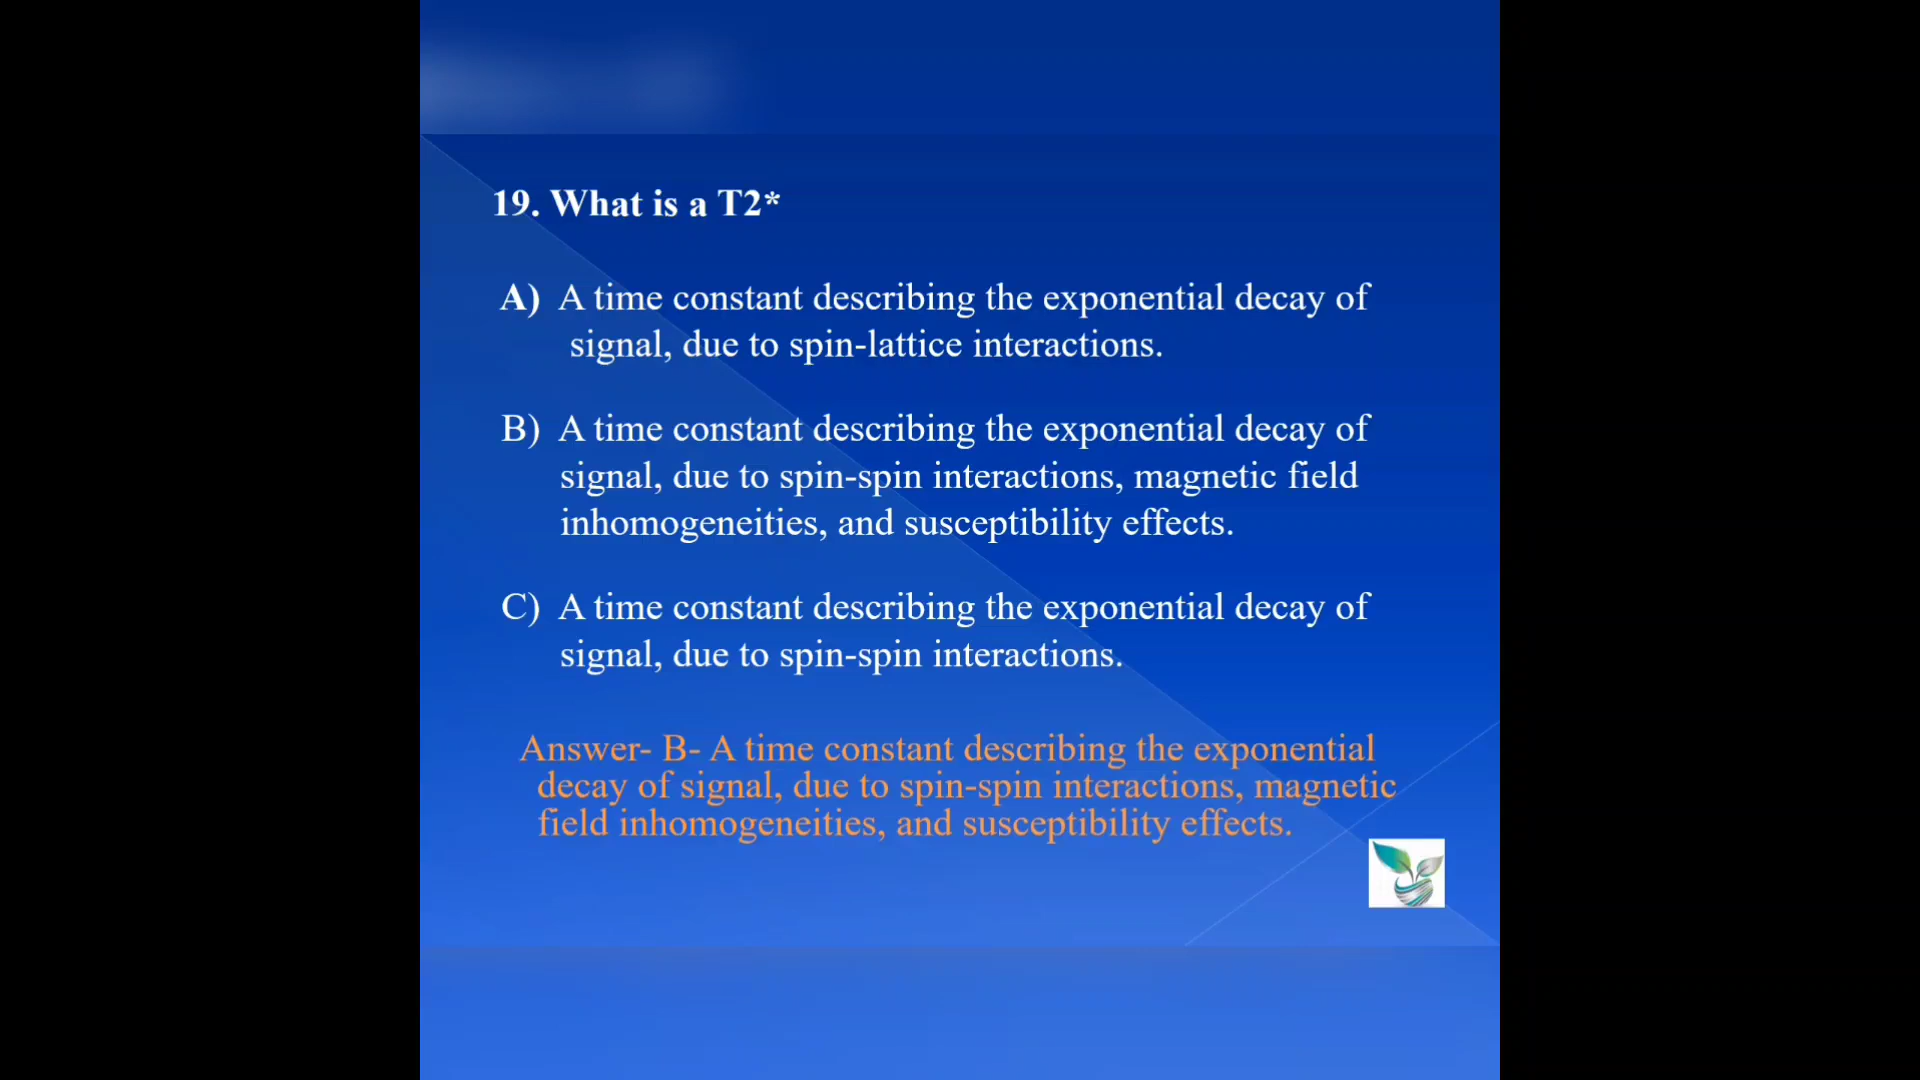 19. What is a T2*
A) A time constant describing the exponential decay of
signal, due to spin-lattice interactions.
B) A time constant describing the exponential decay of
signal, due to spin-spin interactions, magnetic field
inhomogeneities, and susceptibility effects.
C) A time constant describing the exponential decay of
signal, due to spin-spin interactions.
Answer- B- A time constant describing the exponential
decay of signal, due to spin-spin interactions, magnetic
field inhomogeneities, and susceptibility effects.